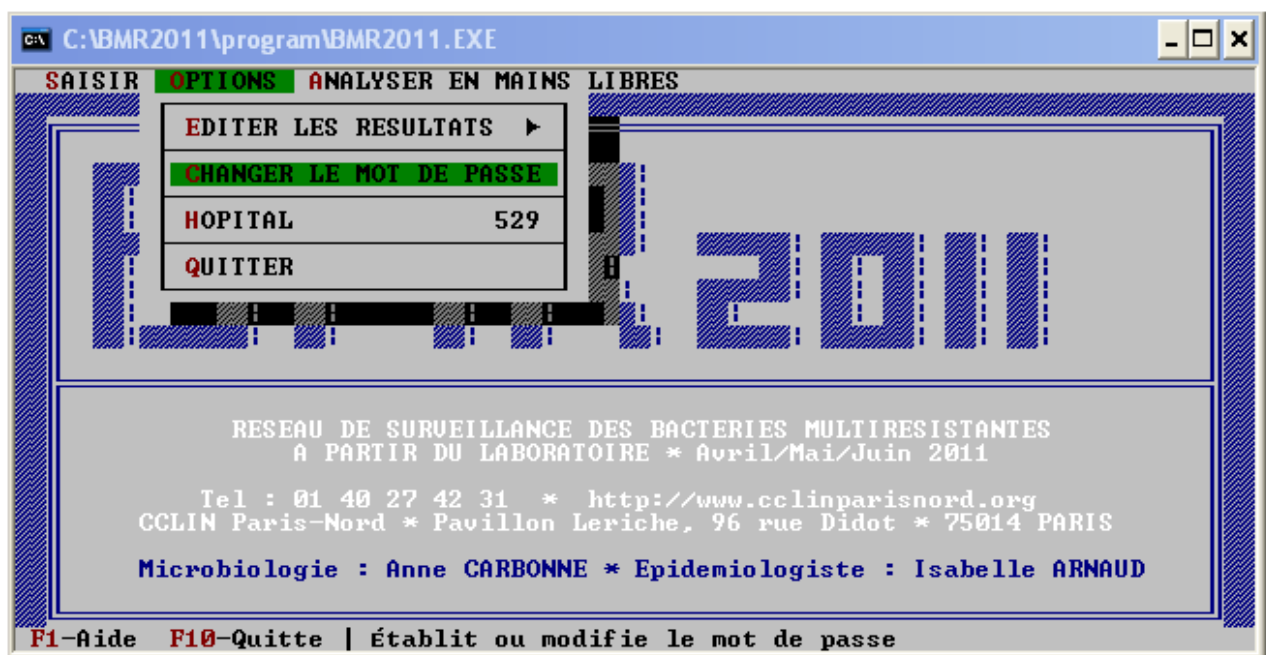 C:\BMR2011\program\BMR2011.EXE
SAISIR OPTIONS ANALYSER EN MAINS LIBRES
EDITER LES RESULTATS ►
CHANGER LE MOT DE PASSE
HOPITAL 529
QUITTER
2011
RESEAU DE SURVEILLANCE DES BACTERIES MULTIRESISTANTES
A PARTIR DU LABORATOIRE * Avril/Mai/Juin 2011
Tel : 01 40 27 42 31 * http://www.cclinparisnord.org
CCLIN Paris-Nord * Pavillon Leriche, 96 rue Didot * 75014 PARIS
Microbiologie : Anne CARBONNE * Epidemiologiste : Isabelle ARNAUD
F1-Aide F10-Quitte | Établit ou modifie le mot de passe